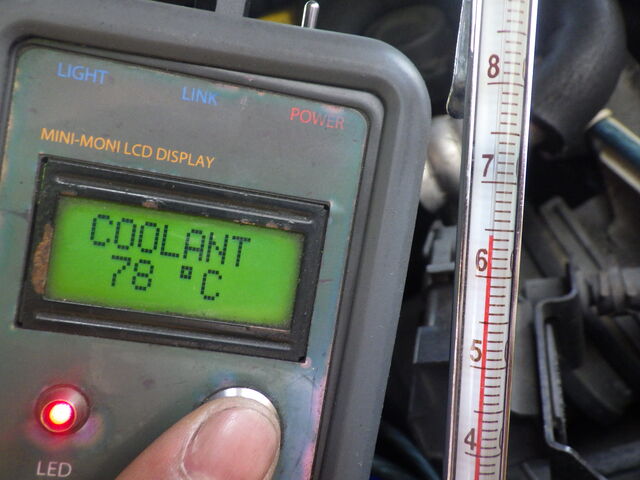 LIGHT
LINK
POWER
MINI-MONI LCD DISPLAY
COOLANT
78 °C
LED
8
7
6
5
4